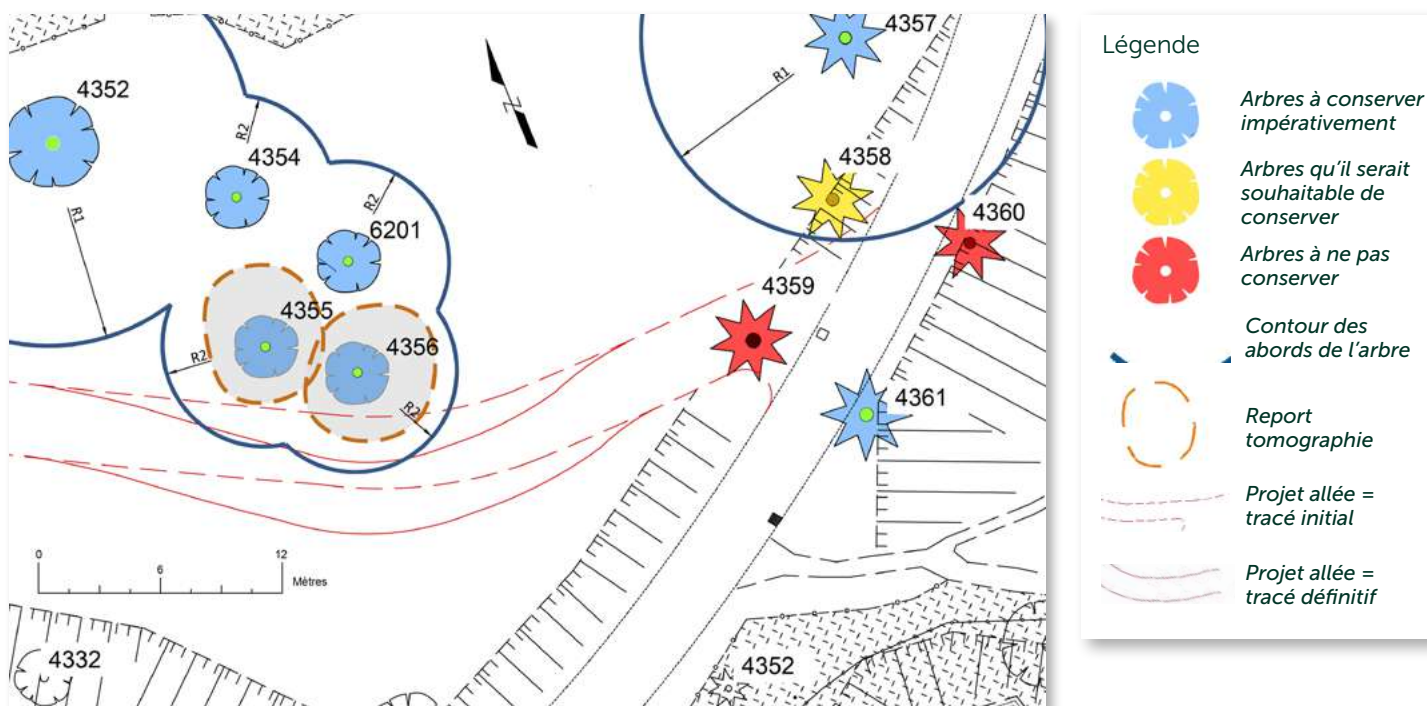 4352
4354
R2
R1
R2
6201
4355
R2
4356
R2
N
4357
R1
4358
4360
4359
4361
0
6
12
Mètres
4332
4352
Légende
Arbres à conserver
impérativement
Arbres qu'il serait
souhaitable de
conserver
Arbres à ne pas
conserver
Contour des
abords de l'arbre
Report
tomographie
Projet allée =
tracé initial
Projet allée =
tracé définitif